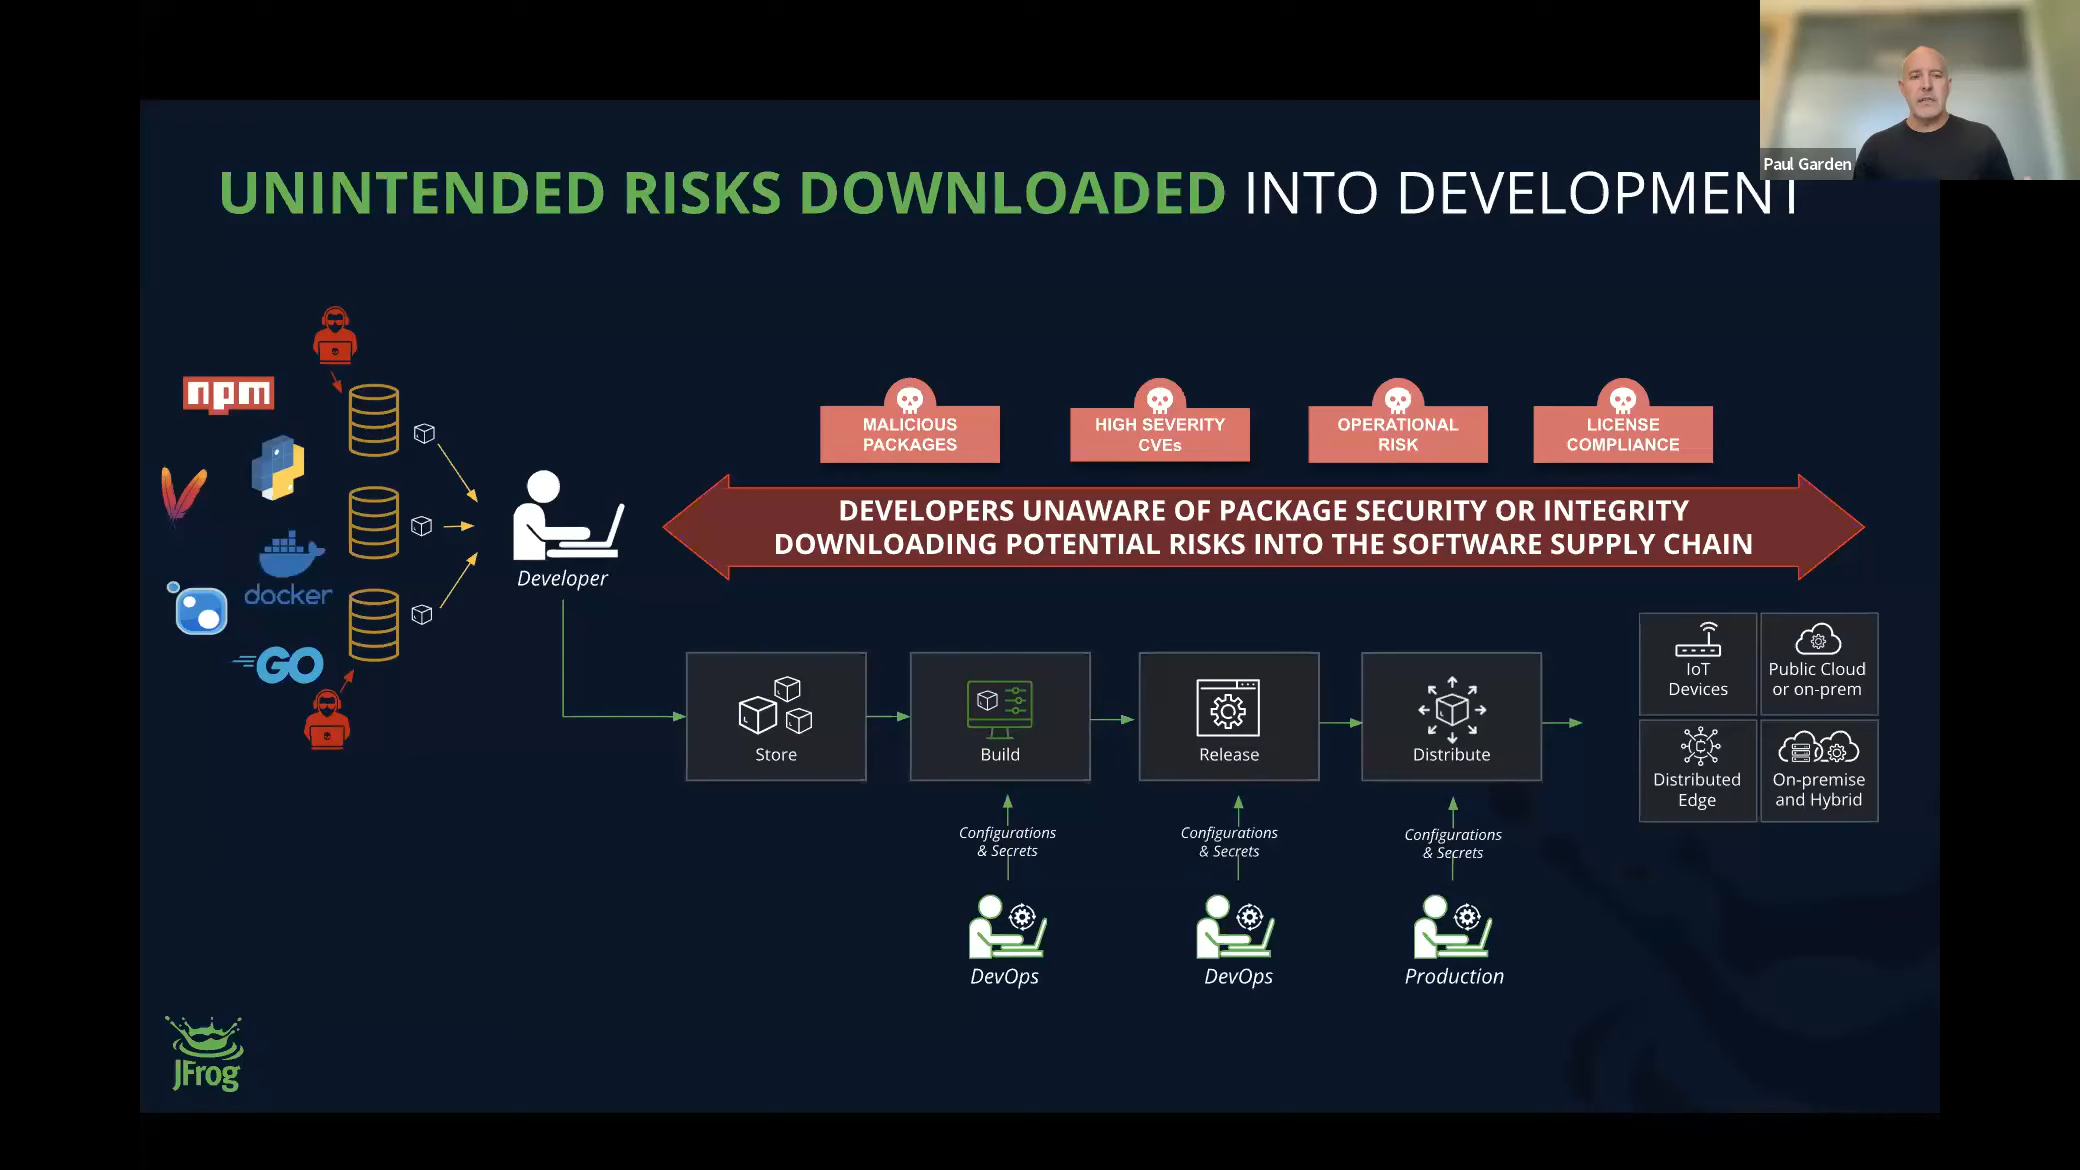 Paul Garden
UNINTENDED RISKS DOWNLOADED INTO DEVELOPMENT
npm
docker
GO
MALICIOUS
PACKAGES
HIGH SEVERITY
CVEs
OPERATIONAL
RISK
LICENSE
COMPLIANCE
DEVELOPERS UNAWARE OF PACKAGE SECURITY OR INTEGRITY
DOWNLOADING POTENTIAL RISKS INTO THE SOFTWARE SUPPLY CHAIN
Developer
Store
Build
Release
Distribute
IoT
Devices
Public Cloud
or on-prem
Distributed
Edge
On-premise
and Hybrid
Configurations
& Secrets
Configurations
& Secrets
Configurations
& Secrets
DevOps
DevOps
Production
JFrog